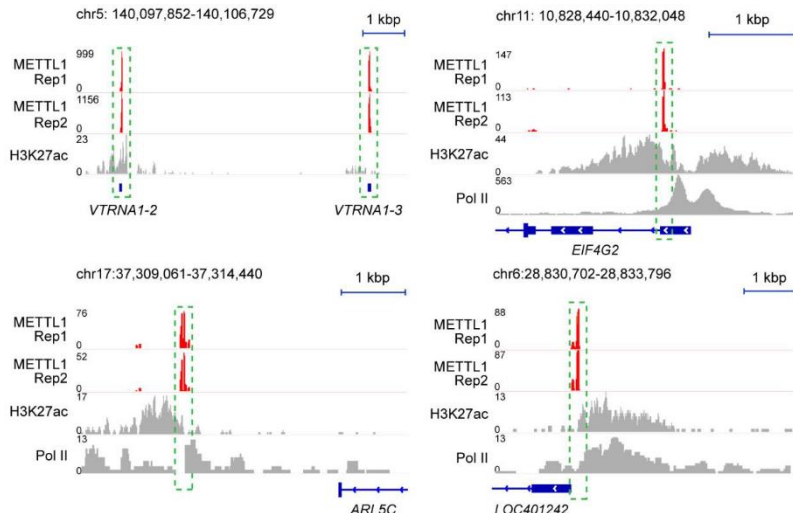 chr5: 140,097,852-140,106,729
1 kbp
METTL1
Rep1
999
0
METTL1
Rep2
1156
0
H3K27ac
23
0
VTRNA1-2
VTRNA1-3
chr11: 10,828,440-10,832,048
1 kbp
METTL1
Rep1
147
0
METTL1
Rep2
113
0
H3K27ac
44
0
Pol II
563
0
EIF4G2
chr17:37,309,061-37,314,440
1 kbp
METTL1
Rep1
76
0
METTL1
Rep2
52
0
H3K27ac
17
0
Pol II
13
0
ARL5C
chr6:28,830,702-28,833,796
1 kbp
METTL1
Rep1
88
0
METTL1
Rep2
87
0
H3K27ac
13
0
Pol II
13
0
LOC401242